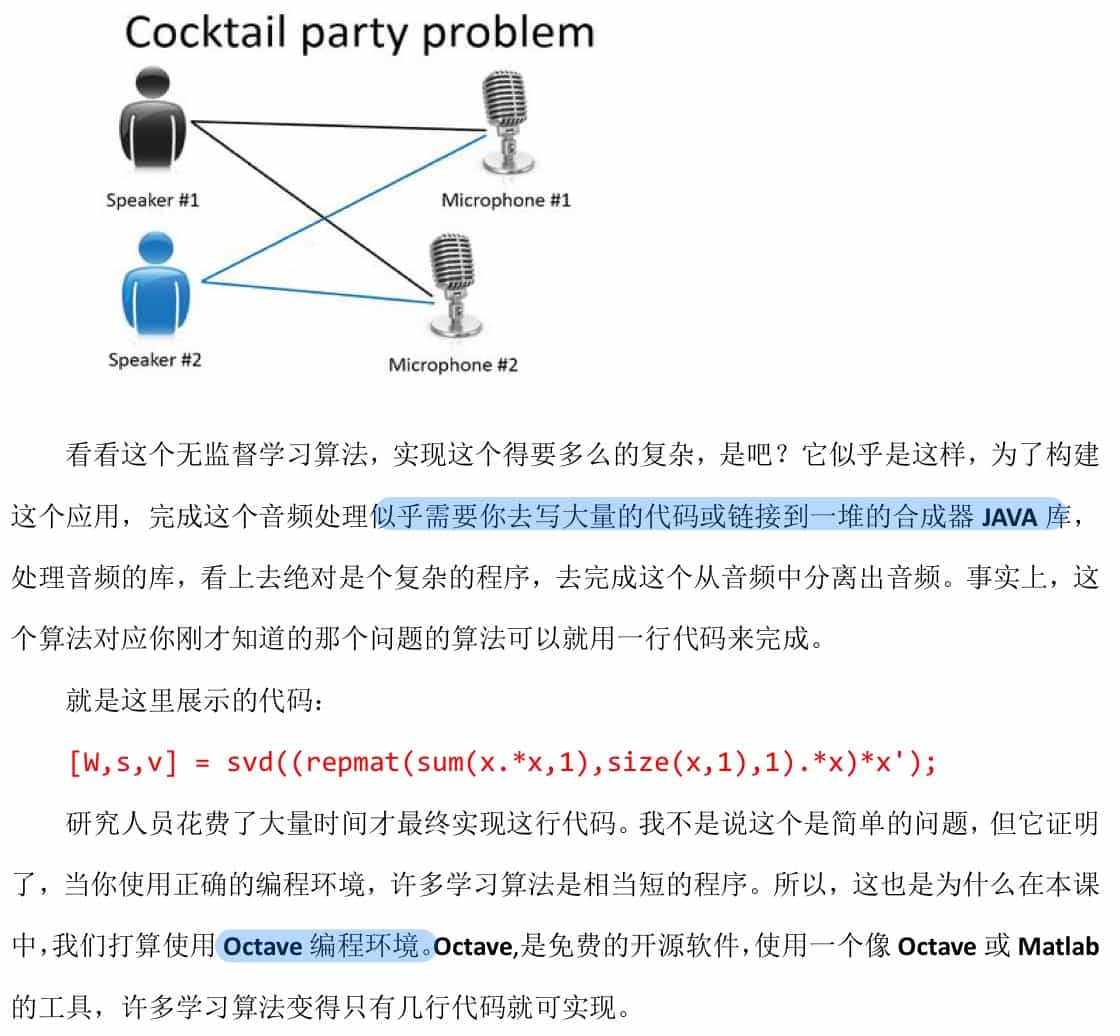 Cocktail party problem
Speaker #1
Microphone #1
Speaker #2
Microphone #2
看看这个无监督学习算法，实现这个得要多么的复杂，是吧？它似乎是这样，为了构建
这个应用，完成这个音频处理似乎需要你去写大量的代码或链接到一堆的合成器 JAVA 库，
处理音频的库，看上去绝对是个复杂的程序，去完成这个从音频中分离出音频。事实上，这
个算法对应你刚才知道的那个问题的算法可以就用一行代码来完成。
就是这里展示的代码：
[W,s,v] = svd((repmat(sum(x.*x,1),size(x,1),1).*x)*x');
研究人员花费了大量时间才最终实现这行代码。我不是说这个是简单的问题，但它证明
了，当你使用正确的编程环境，许多学习算法是相当短的程序。所以，这也是为什么在本课
中，我们打算使用 Octave 编程环境。Octave,是免费的开源软件，使用一个像 Octave 或 Matlab
的工具，许多学习算法变得只有几行代码就可实现。